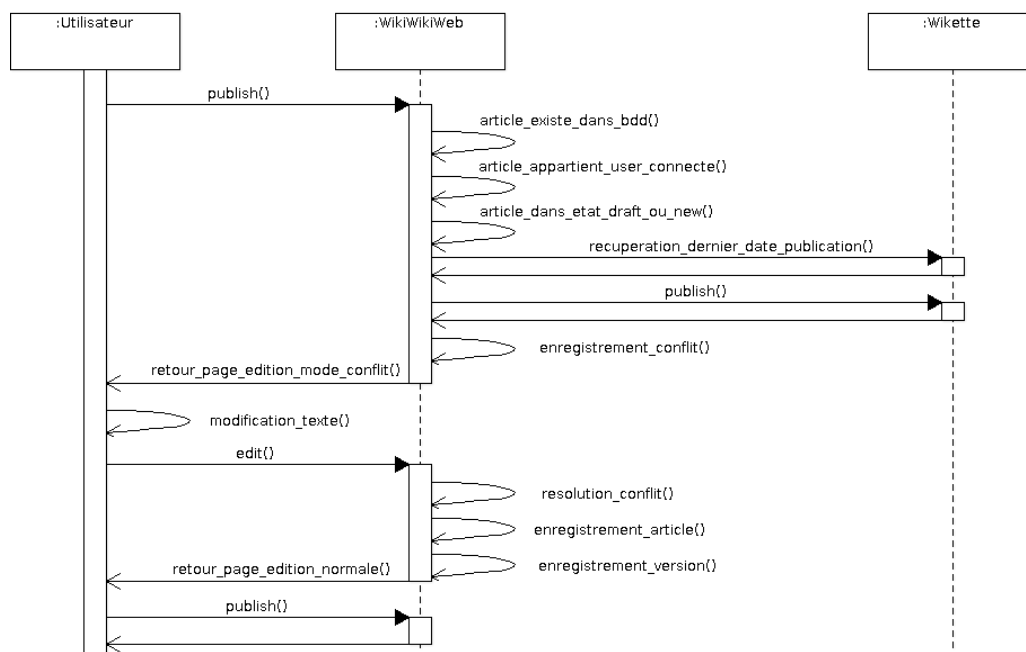 :Utilisateur
:WikiWikiWeb
:Wikette
publish()
article_existe_dans_bdd()
article_appartient_user_connecte()
article_dans_etat_draft_ou_new()
recuperation_dernier_date_publication()
publish()
enregistrement_conflit()
retour_page_edition_mode_conflit()
modification_texte()
edit()
resolution_conflit()
enregistrement_article()
enregistrement_version()
retour_page_edition_normale()
publish()